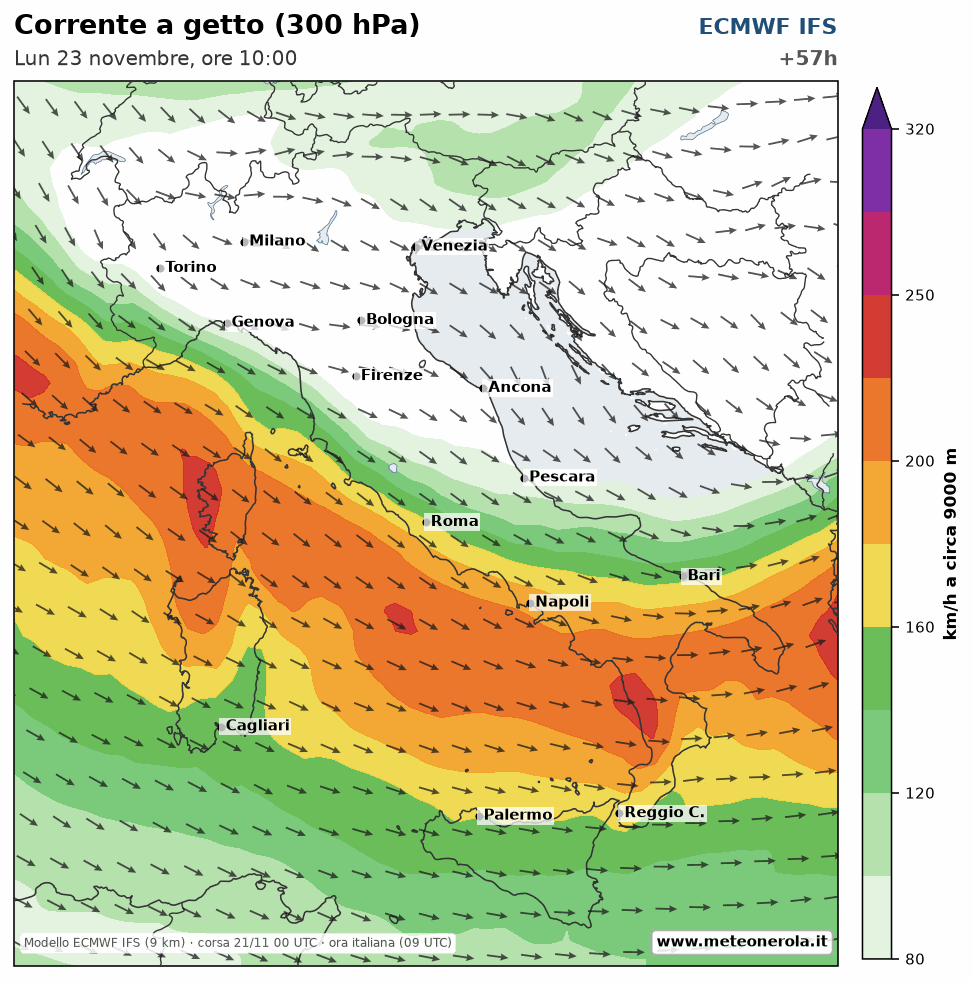 Corrente a getto (300 hPa)
ECMWF IFS
Lun 23 novembre, ore 10:00
+57h
320
Venezia
Milano
Torino
250
Bologna
Genova
Firenze
Ancona
200
Pescara
Roma
km/h a circa 9000 m
Bari
Napoli
160
Cagliari
120
Palermo
Reggio C.
Modello ECMWF IFS (9 km) · corsa 21/11 00 UTC · ora italiana (09 UTC)
www.meteonerola.it
80